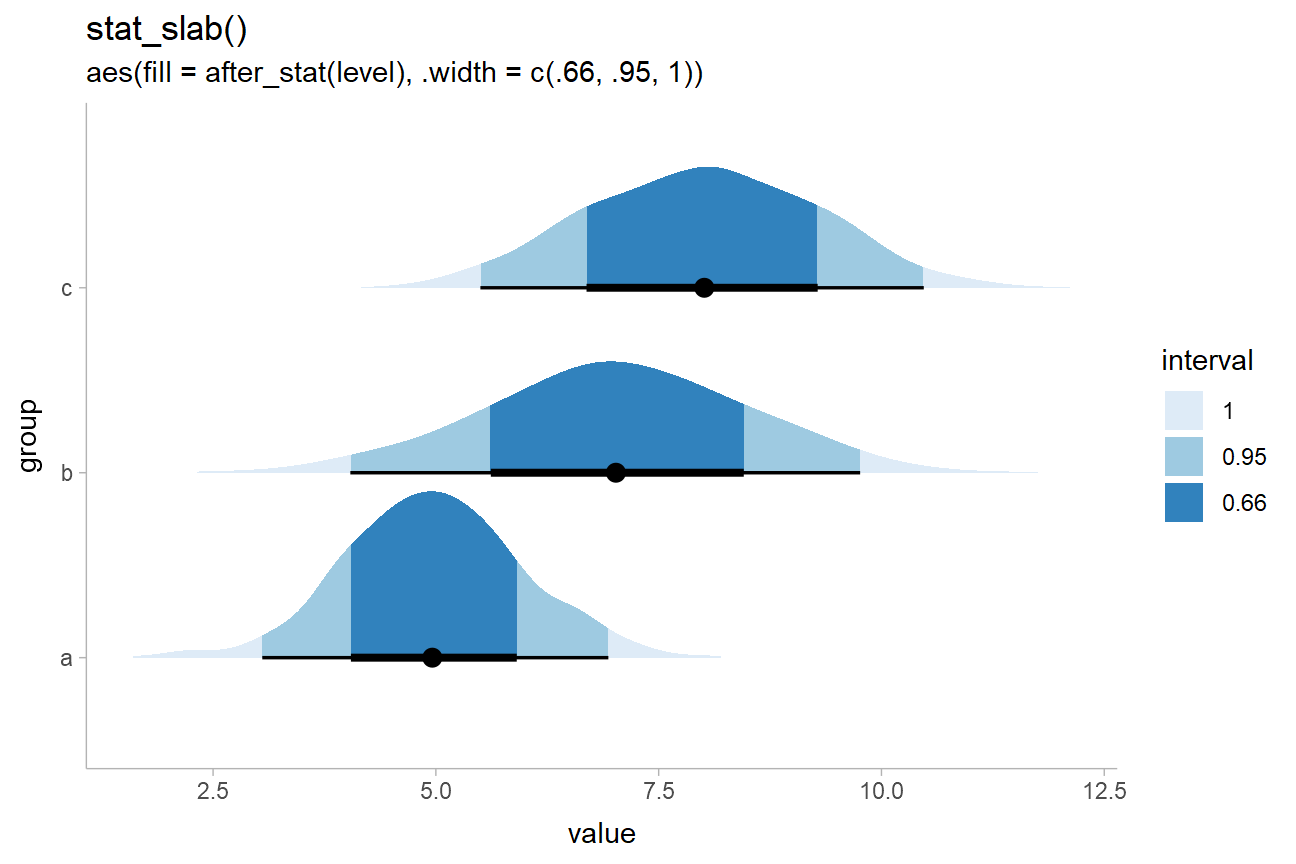 stat_slab()
aes(fill = after_stat(level), .width = c(.66, .95, 1))
c
b
a
group
2.5
5.0
7.5
10.0
12.5
value
interval
1
0.95
0.66